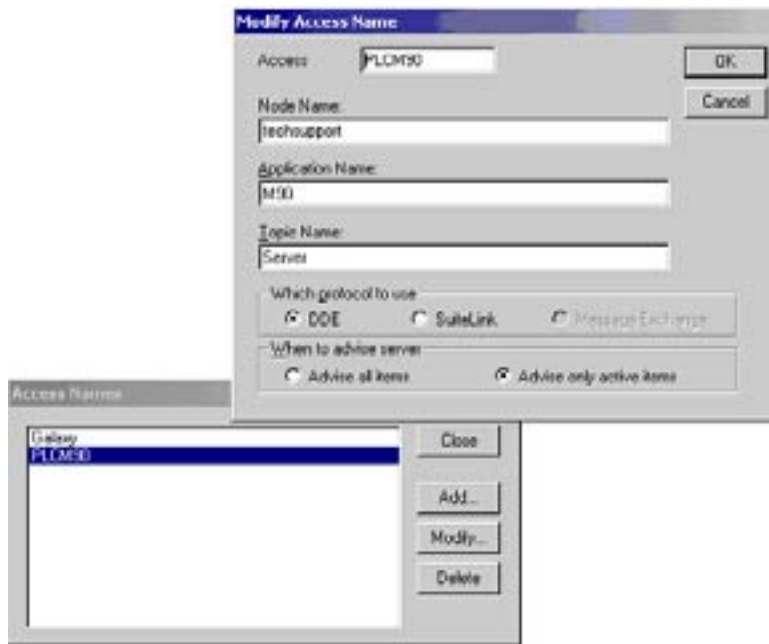 Modify Access Name
Access PLCM90
OK
Cancel
Node Name:
techsupport
Application Name:
M90
Topic Name:
Server
Which protocol to use
DDE SuiteLink Message Exchange
When to advise server
Advise all items Advise only active items
Access Names
Galaxy
PLCM90
Close
Add...
Modify...
Delete